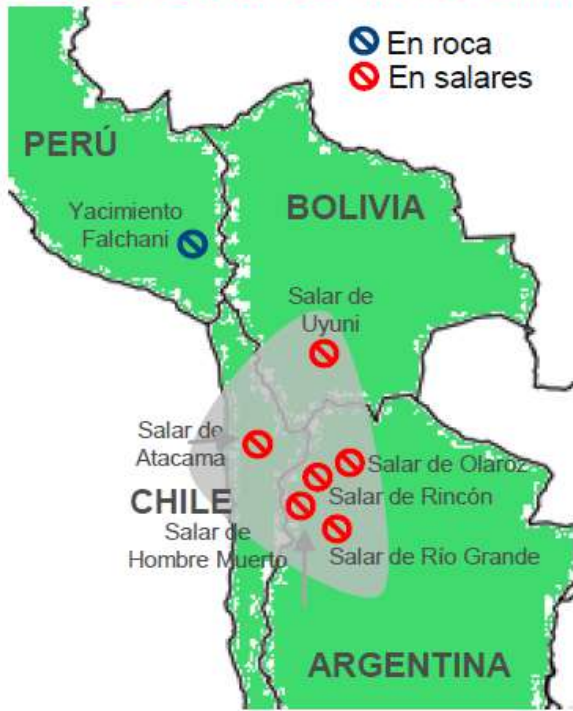 En roca
En salares
PERÚ
Yacimiento
Falchani
BOLIVIA
Salar de
Uyuni
Salar de
Atacama
Salar de Olaroz
Salar de Rincón
CHILE
Salar de
Hombre Muerto
Salar de Río Grande
ARGENTINA